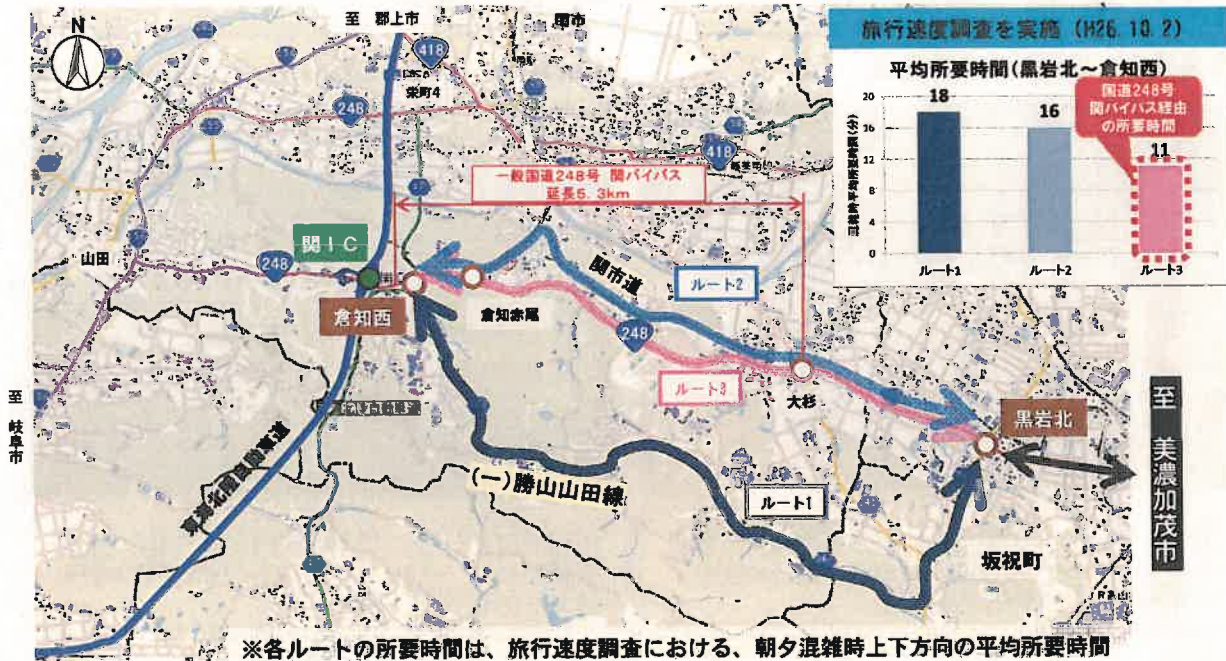 至 郡上市
関市
418
栄町4
248
418
一般国道248号 関バイパス
延長5.3km
関IC
山田
248
倉知西
倉知赤尾
関市道
ルート2
248
ルート3
大杉
黒岩北
至 岐阜市
(一)勝山山田線
ルート1
坂祝町
至 美濃加茂市
※各ルートの所要時間は、旅行速度調査における、朝夕混雑時上下方向の平均所要時間
旅行速度調査を実施 (H26.10.2)
平均所要時間(黒岩北~倉知西)
国道248号
関バイパス経由
の所要時間
18
16
11
20
16
12
8
4
0
ルート1
ルート2
ルート3
N